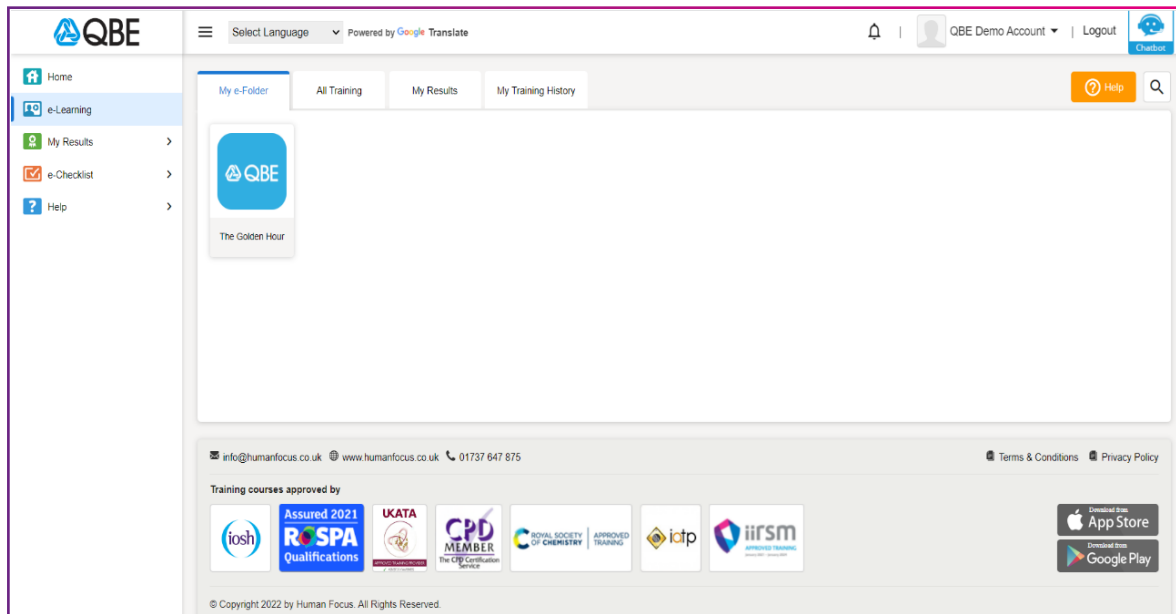 QBE
Select Language
Powered by Google Translate
|
QBE Demo Account
|
Logout
Chatbot
Home
e-Learning
My Results
e-Checklist
Help
My e-Folder
All Training
My Results
My Training History
Help
QBE
The Golden Hour
info@humanfocus.co.uk www.humanfocus.co.uk 01737 647 875
Terms & Conditions Privacy Policy
Training courses approved by
iosh
Assured 2021
RoSPA
Qualifications
UKATA
APPROVED TRAINING PROVIDER
CPD
MEMBER
The CPD Certification
Service
ROYAL SOCIETY
OF CHEMISTRY
APPROVED
TRAINING
iatp
iirsm
APPROVED TRAINING
Download from
App Store
Download from
Google Play
© Copyright 2022 by Human Focus. All Rights Reserved.